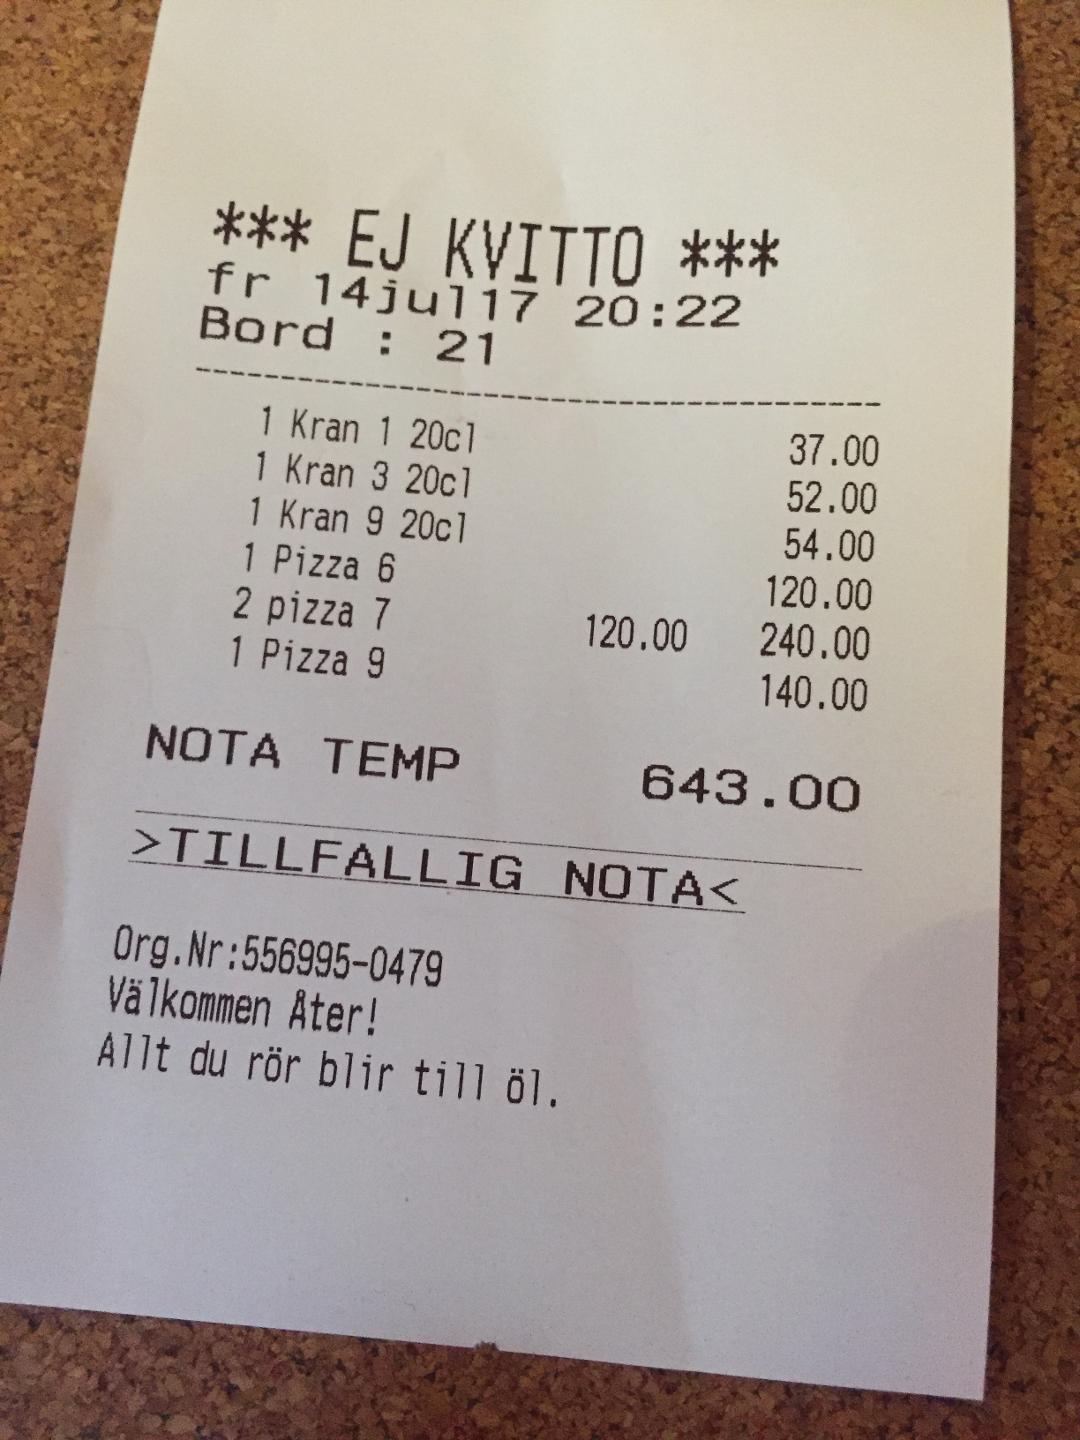 *** EJ KVITTO ***
fr 14jul17 20:22
Bord : 21
1 Kran 1 20cl 37.00
1 Kran 3 20cl 52.00
1 Kran 9 20cl 54.00
1 Pizza 6 120.00
2 pizza 7 120.00 240.00
1 Pizza 9 140.00
NOTA TEMP 643.00
>TILLFALLIG NOTA<
Org.Nr:556995-0479
Välkommen Åter!
Allt du rör blir till öl.